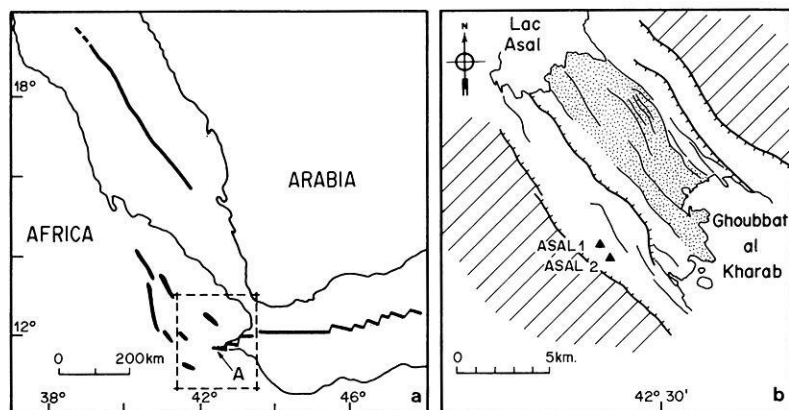 18°
ARABIA
AFRICA
12°
0 200km
A
38° 42° 46° a
Lac
Asal
N
Ghoubbat
al
Kharab
ASAL 1
ASAL 2
0 5km.
42° 30' b